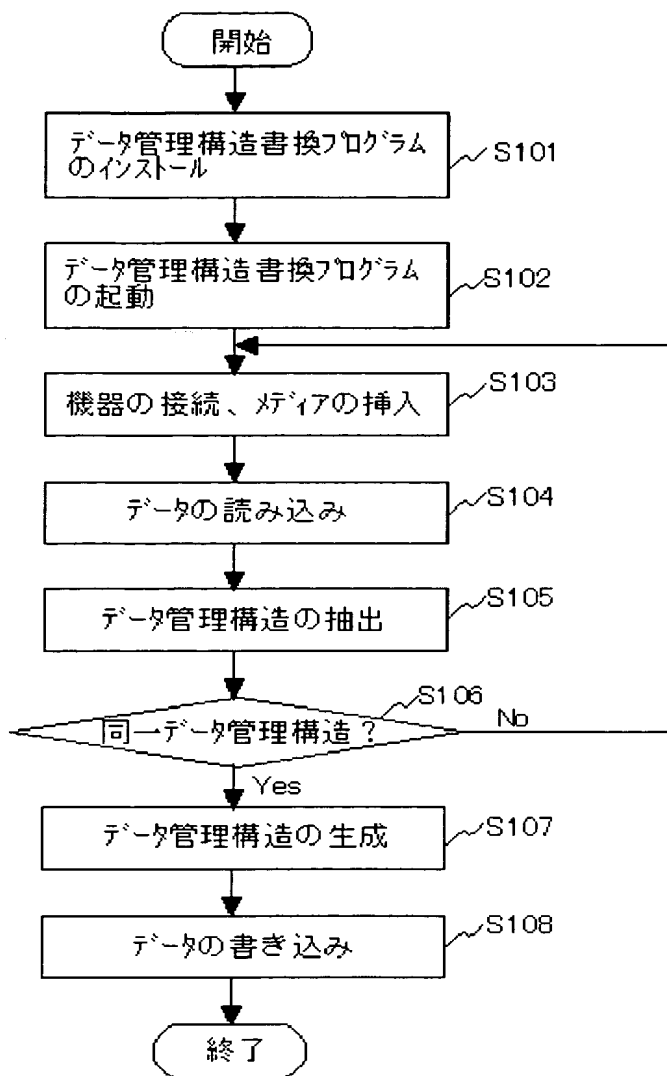 開始
データ管理構造書換プログラム
のインストール
S101
データ管理構造書換プログラム
の起動
S102
機器の接続、メディアの挿入
S103
データの読み込み
S104
データ管理構造の抽出
S105
同一データ管理構造？
S106
No
Yes
データ管理構造の生成
S107
データの書き込み
S108
終了